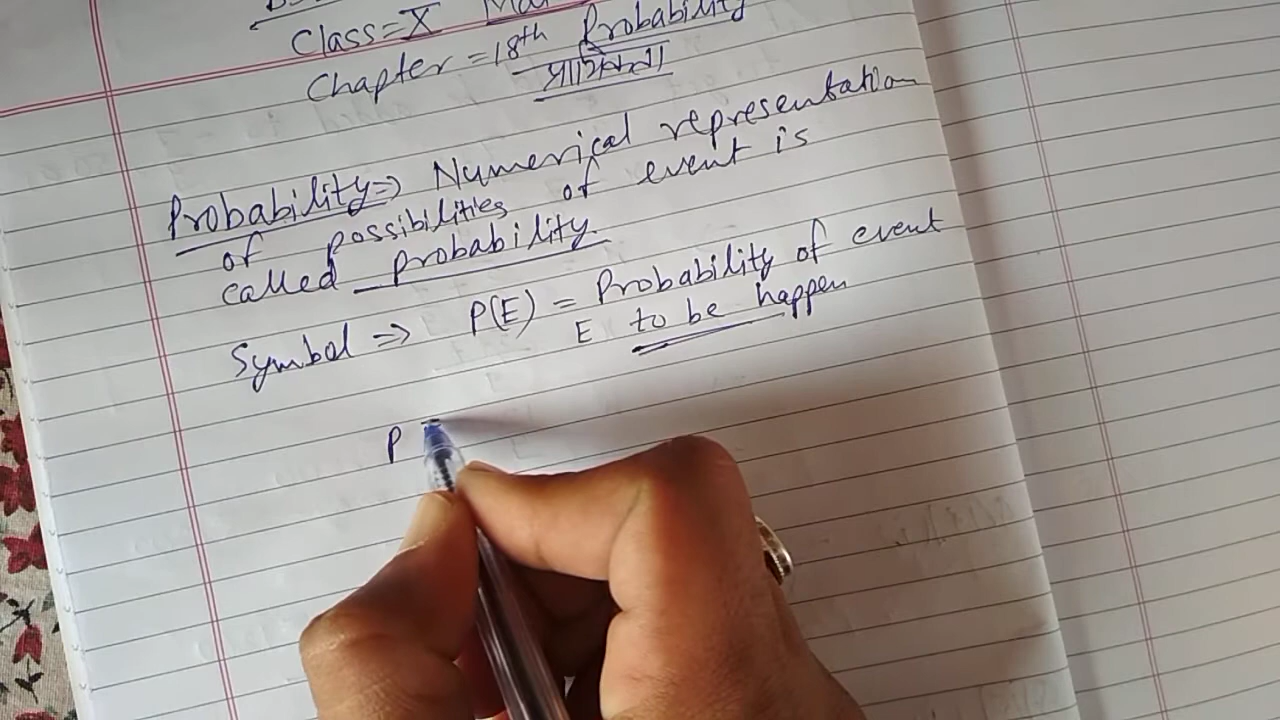 Class=X
Chapter=18th Probability
प्रायिकता
Probability=> Numerical representation
of possibilities of event is
called probability.
Symbol => P(E) = Probability of event
E to be happen
P